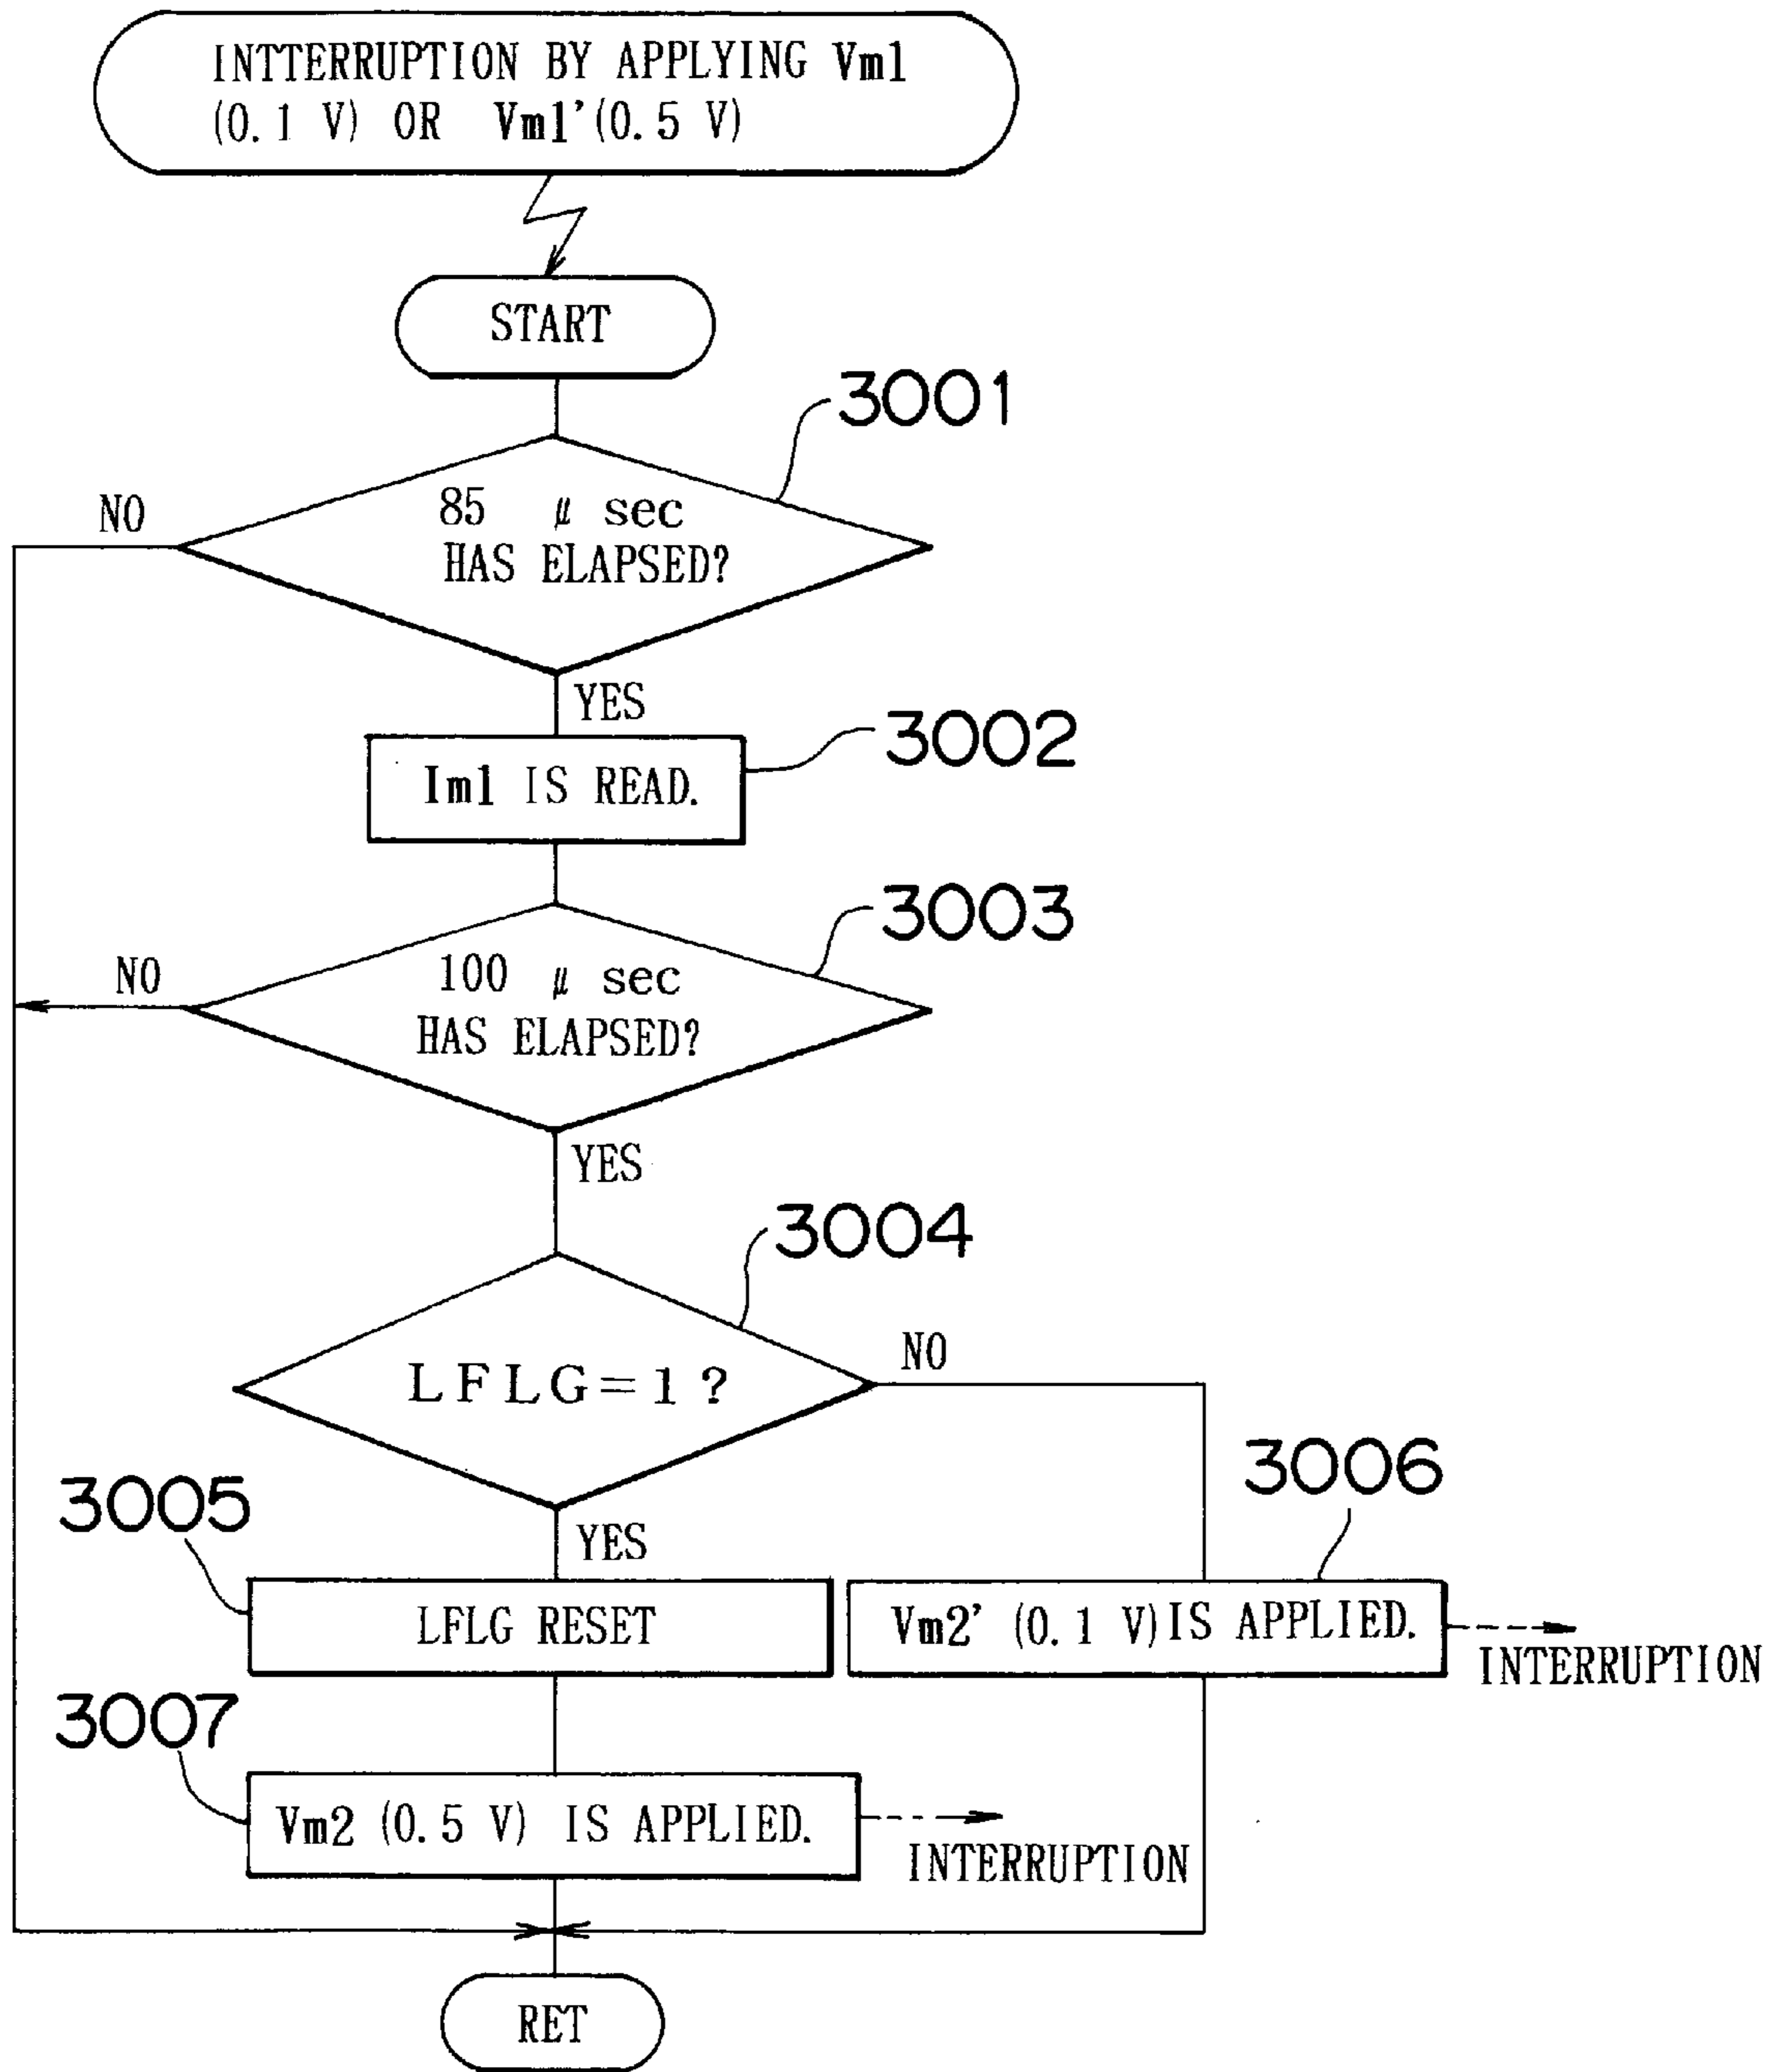 INTTERRUPTION BY APPLYING Vm1
(0.1 V) OR Vm1'(0.5 V)
START
3001
85 μ sec
HAS ELAPSED?
NO
YES
3002
Im1 IS READ.
3003
100 μ sec
HAS ELAPSED?
NO
YES
3004
LFLG=1?
NO
YES
3005
LFLG RESET
3006
Vm2' (0.1 V) IS APPLIED.
INTERRUPTION
3007
Vm2 (0.5 V) IS APPLIED.
INTERRUPTION
RET